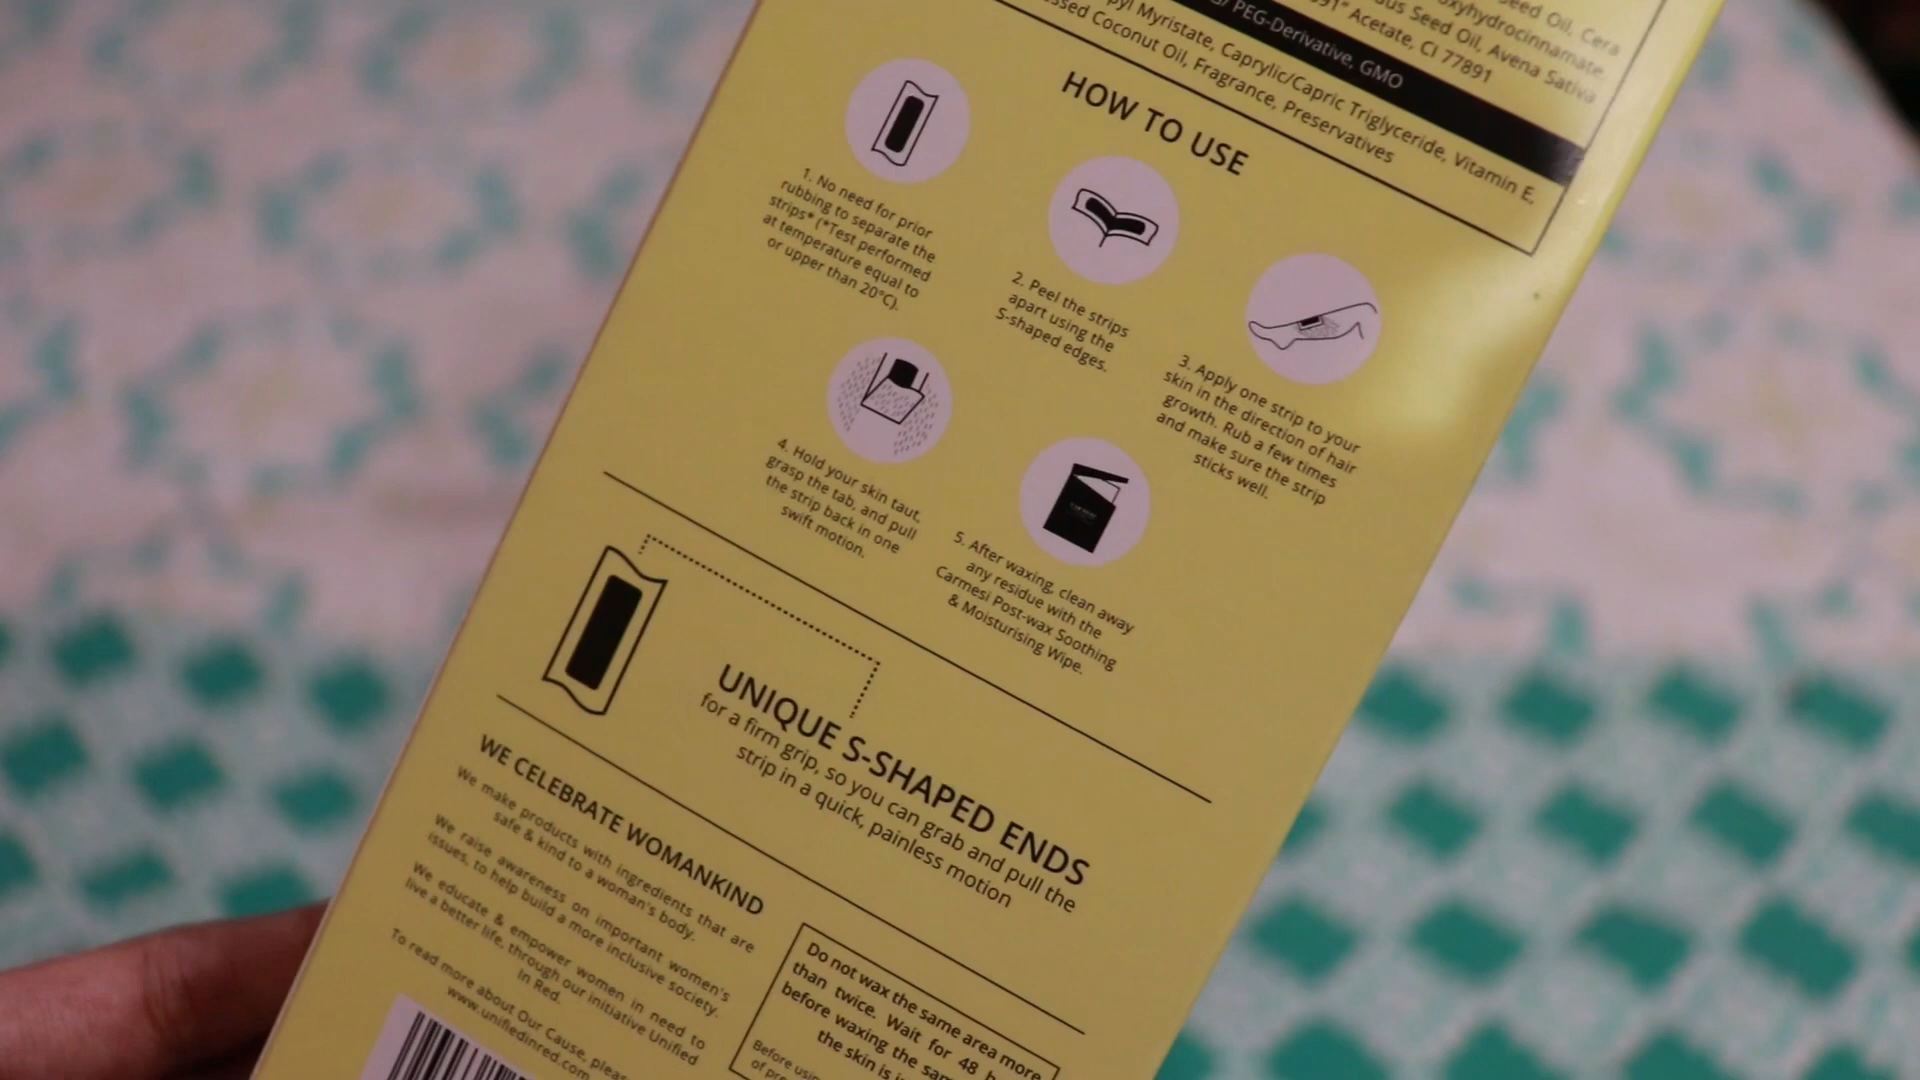 Seed Oil, Cera
oxyhydrocinnamate,
us Seed Oil, Avena Sativa
Acetate, CI 77891
PEG-Derivative, GMO
Myristate, Caprylic/Capric Triglyceride, Vitamin E,
Coconut Oil, Fragrance, Preservatives
HOW TO USE
1. No need for prior
rubbing to separate the
strips* (*Test performed
at temperature equal to
or upper than 20°C).
2. Peel the strips
apart using the
S-shaped edges.
3. Apply one strip to your
skin in the direction of hair
growth. Rub a few times
and make sure the strip
sticks well.
4. Hold your skin taut,
grasp the tab, and pull
the strip back in one
swift motion.
5. After waxing, clean away
any residue with the
Carmesi Post-wax Soothing
& Moisturising Wipe.
UNIQUE S-SHAPED ENDS
for a firm grip, so you can grab and pull the
strip in a quick, painless motion
WE CELEBRATE WOMANKIND
We make products with ingredients that are
safe & kind to a woman's body.
We raise awareness on important women's
issues, to help build a more inclusive society.
We educate & empower women in need to
live a better life, through our initiative Unified
In Red.
To read more about Our Cause, please
www.unifiedinred.com
Do not wax the same area more
than twice. Wait for 48
before waxing the
the skin is
Before
of